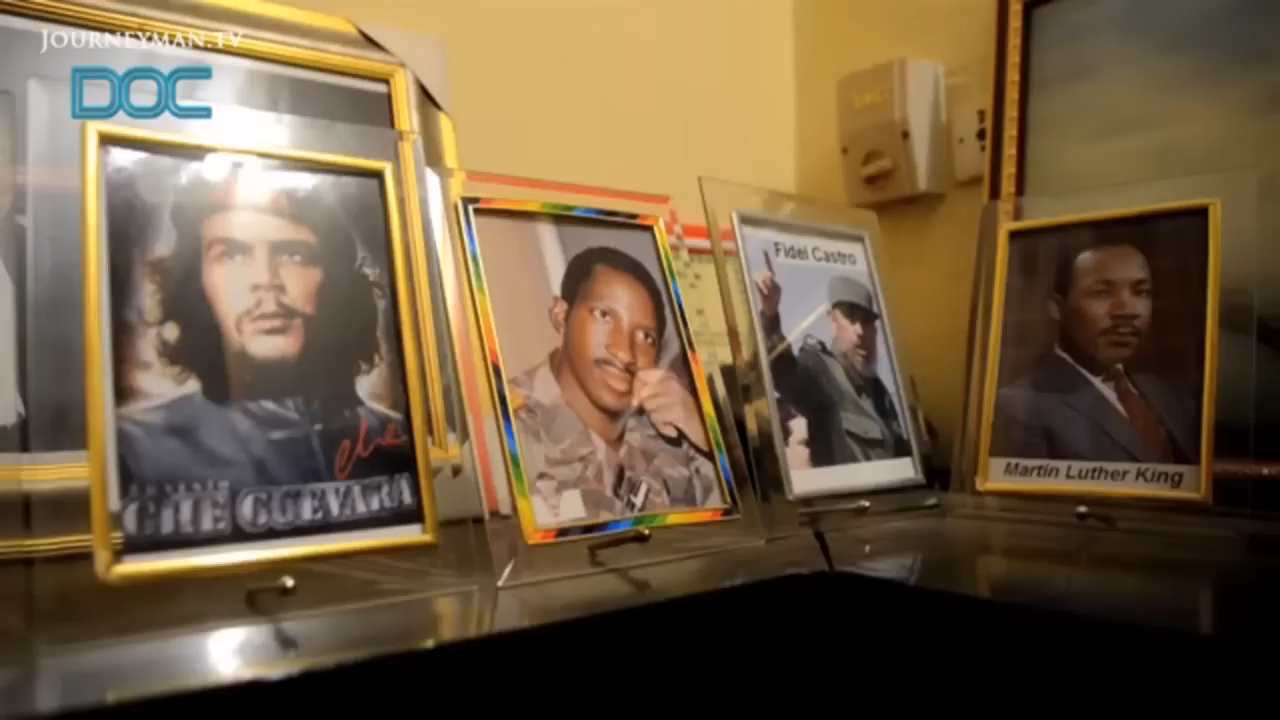 JOURNEYMAN.TV
DOC
che
CHE GUEVARA
Fidel Castro
Martin Luther King